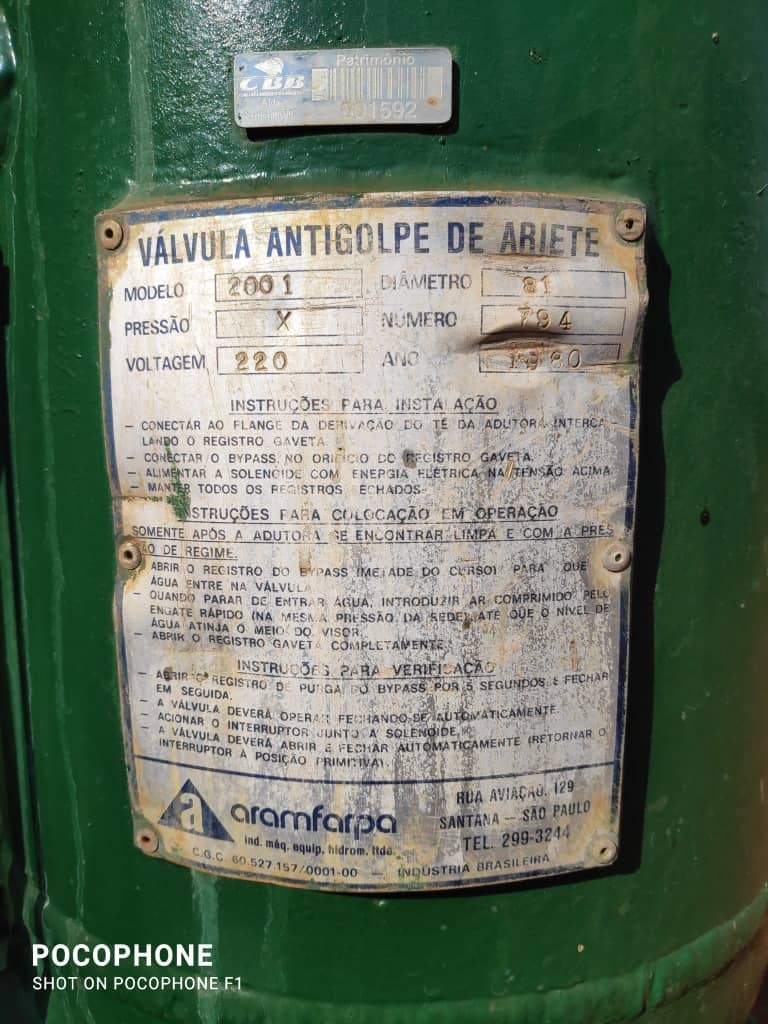 Patrimônio
CBB
001592
VÁLVULA ANTIGOLPE DE ARIETE
MODELO 2001 DIÂMETRO 81
PRESSÃO X NÚMERO 794
VOLTAGEM 220 ANO 1980
INSTRUÇÕES PARA INSTALAÇÃO
- CONECTAR AO FLANGE DA DERIVAÇÃO DO TÊ DA ADUTORA INTERCA
LANDO O REGISTRO GAVETA.
- CONECTAR O BYPASS NO ORIFÍCIO DO REGISTRO GAVETA.
- ALIMENTAR A SOLENOIDE COM ENERGIA ELÉTRICA NA TENSÃO ACIMA.
- MANTER TODOS OS REGISTROS FECHADOS.
INSTRUÇÕES PARA COLOCAÇÃO EM OPERAÇÃO
SOMENTE APÓS A ADUTORA SE ENCONTRAR LIMPA E COM A PRES
SÃO DE REGIME.
ABRIR O REGISTRO DO BYPASS (METADE DO CURSO) PARA QUE
ÁGUA ENTRE NA VÁLVULA
- QUANDO PARAR DE ENTRAR ÁGUA, INTRODUZIR AR COMPRIMIDO PELO
ENGATE RÁPIDO (NA MESMA PRESSÃO DA REDE) ATÉ QUE O NÍVEL DE
ÁGUA ATINJA O MEIO DO VISOR.
- ABRIR O REGISTRO GAVETA COMPLETAMENTE.
INSTRUÇÕES PARA VERIFICAÇÃO
- ABRIR O REGISTRO DE PURGA DO BYPASS POR 5 SEGUNDOS E FECHAR
EM SEGUIDA.
- A VÁLVULA DEVERÁ OPERAR FECHANDO-SE AUTOMATICAMENTE.
- ACIONAR O INTERRUPTOR JUNTO A SOLENOIDE.
- A VÁLVULA DEVERÁ ABRIR E FECHAR AUTOMATICAMENTE (RETORNAR O
INTERRUPTOR À POSIÇÃO PRIMITIVA).
a aramfarpa
ind. máq. equip. hidrom. ltda.
RUA AVIAÇÃO, 129
SANTANA - SÃO PAULO
TEL. 299-3244
C.G.C. 60.527.157/0001-00 - INDÚSTRIA BRASILEIRA
POCOPHONE
SHOT ON POCOPHONE F1